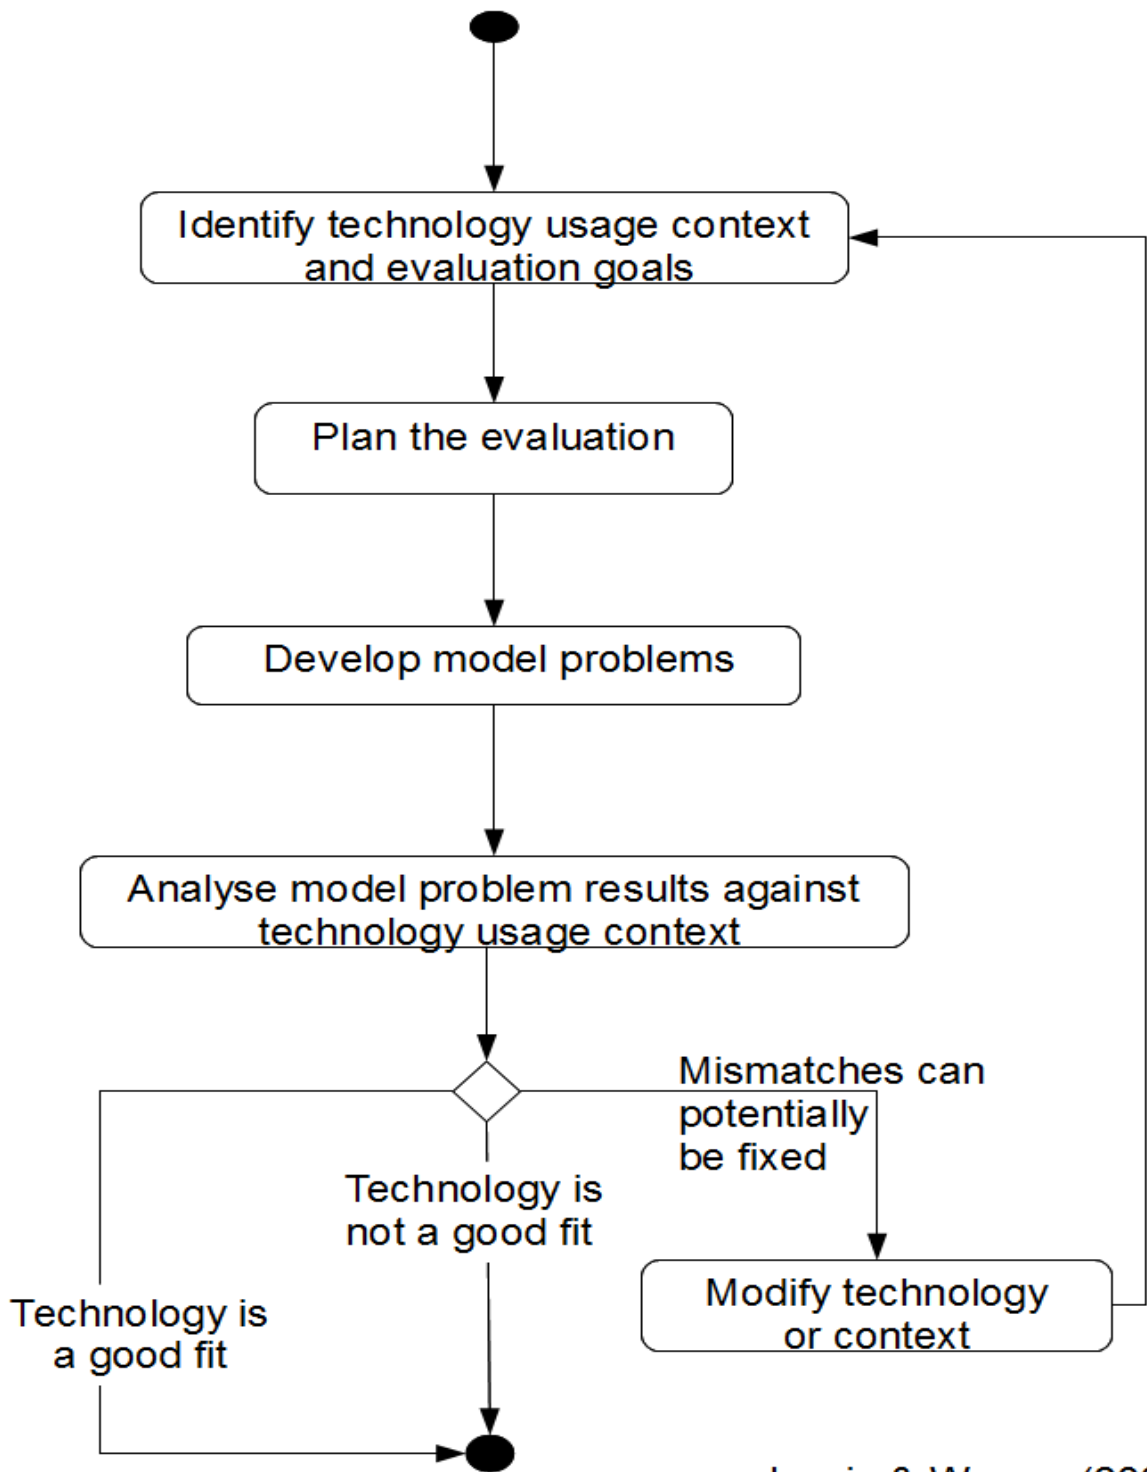 Identify technology usage context
and evaluation goals
Plan the evaluation
Develop model problems
Analyse model problem results against
technology usage context
Mismatches can
potentially
be fixed
Technology is
not a good fit
Technology is
a good fit
Modify technology
or context
&